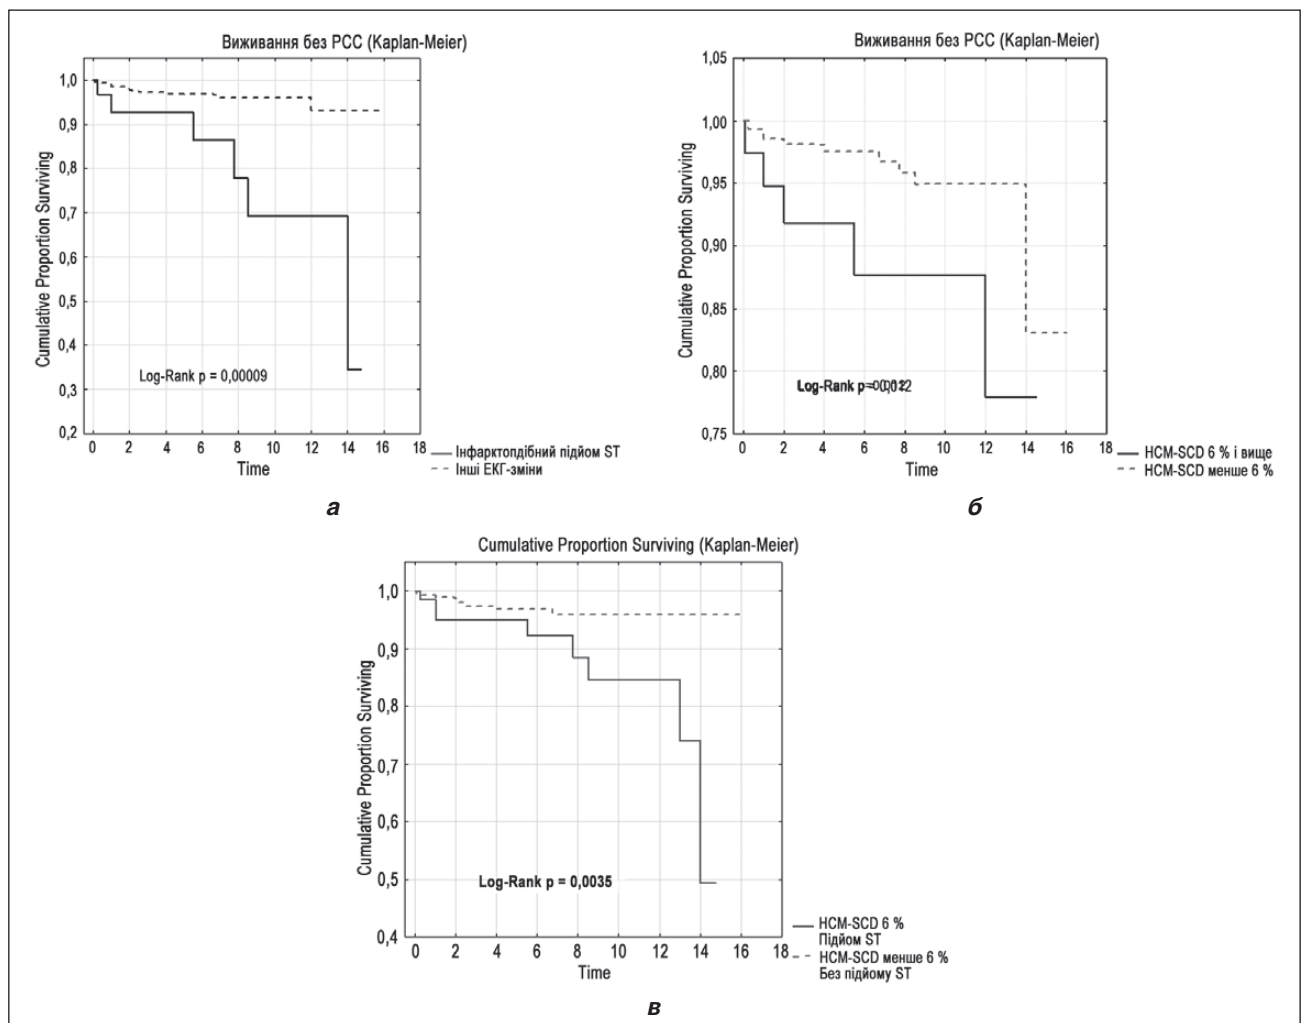 Виживання без РСС (Kaplan-Meier)
Cumulative Proportion Surviving
1,0
0,9
0,8
0,7
0,6
0,5
0,4
0,3
0,2
Log-Rank p = 0,00009
0 2 4 6 8 10 12 14 16 18
Time
Інфарктоподібний підйом ST
Інші ЕКГ-зміни
а
Виживання без РСС (Kaplan-Meier)
Cumulative Proportion Surviving
1,05
1,00
0,95
0,90
0,85
0,80
0,75
Log-Rank p
0 2 4 6 8 10 12 14 16 18
Time
HCM-SCD 6 % і вище
HCM-SCD менше 6 %
б
Cumulative Proportion Surviving (Kaplan-Meier)
Cumulative Proportion Surviving
1,0
0,9
0,8
0,7
0,6
0,5
0,4
Log-Rank p = 0,0035
0 2 4 6 8 10 12 14 16 18
Time
HCM-SCD 6 %
Підйом ST
HCM-SCD менше 6 %
Без підйому ST
в